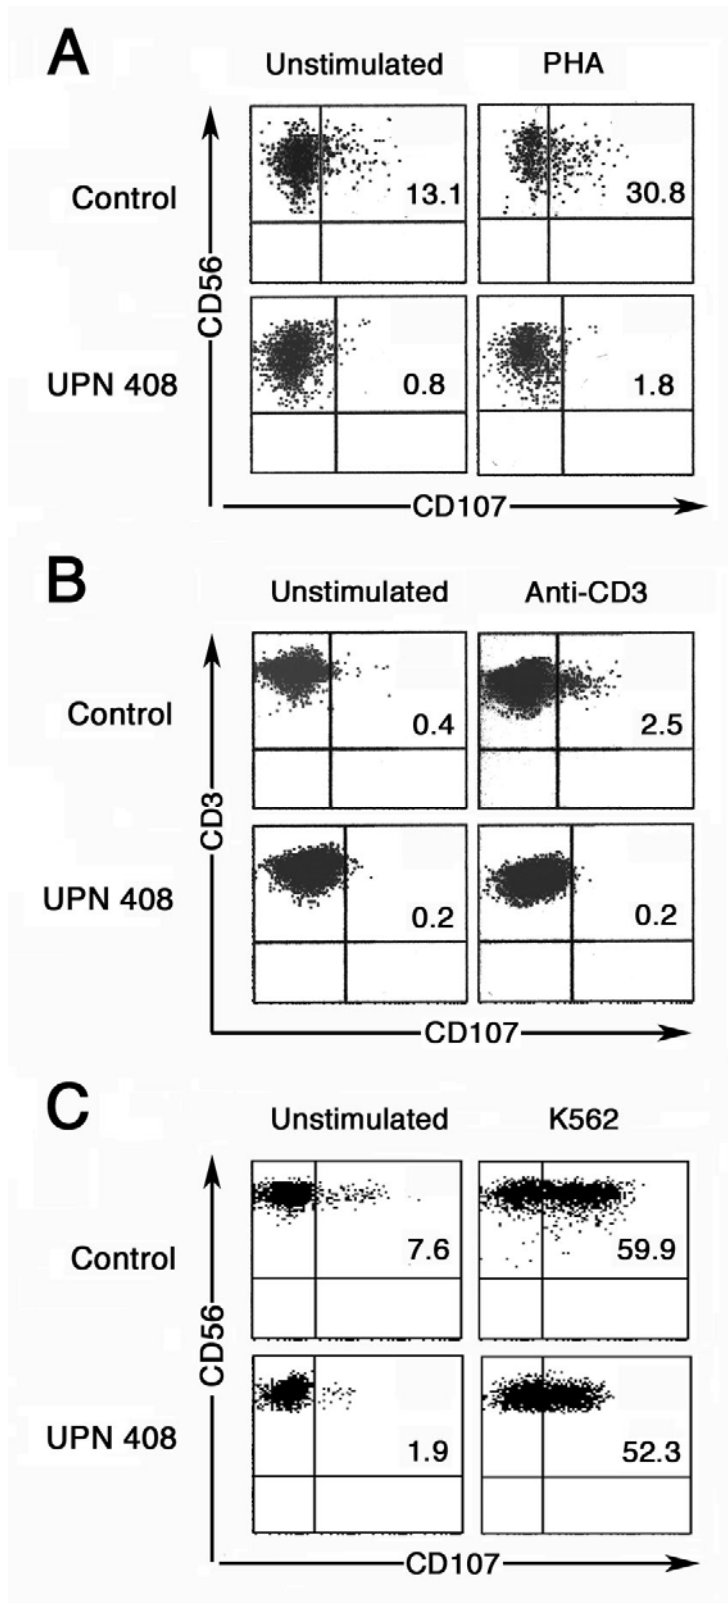 A
Unstimulated PHA
Control
13.1 30.8
CD56
UPN 408
0.8 1.8
CD107
B
Unstimulated Anti-CD3
Control
0.4 2.5
CD3
UPN 408
0.2 0.2
CD107
C
Unstimulated K562
Control
7.6 59.9
CD56
UPN 408
1.9 52.3
CD107